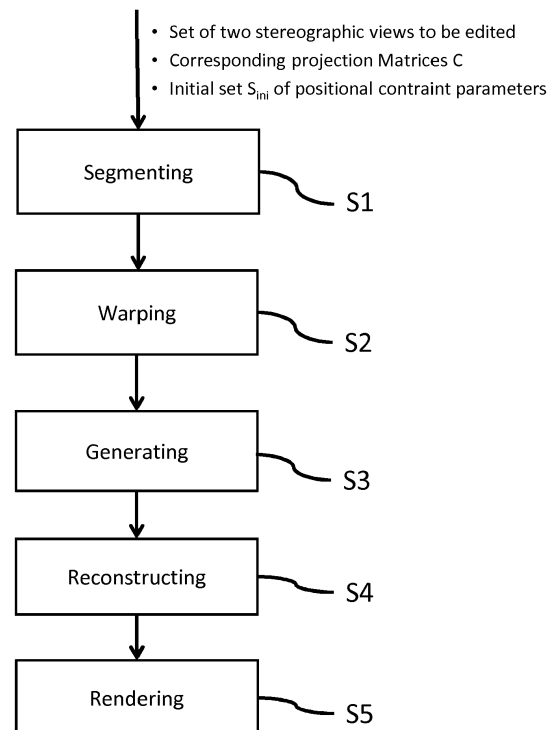 • Set of two stereographic views to be edited
• Corresponding projection Matrices C
• Initial set Sini of positional contraint parameters
Segmenting
S1
Warping
S2
Generating
S3
Reconstructing
S4
Rendering
S5